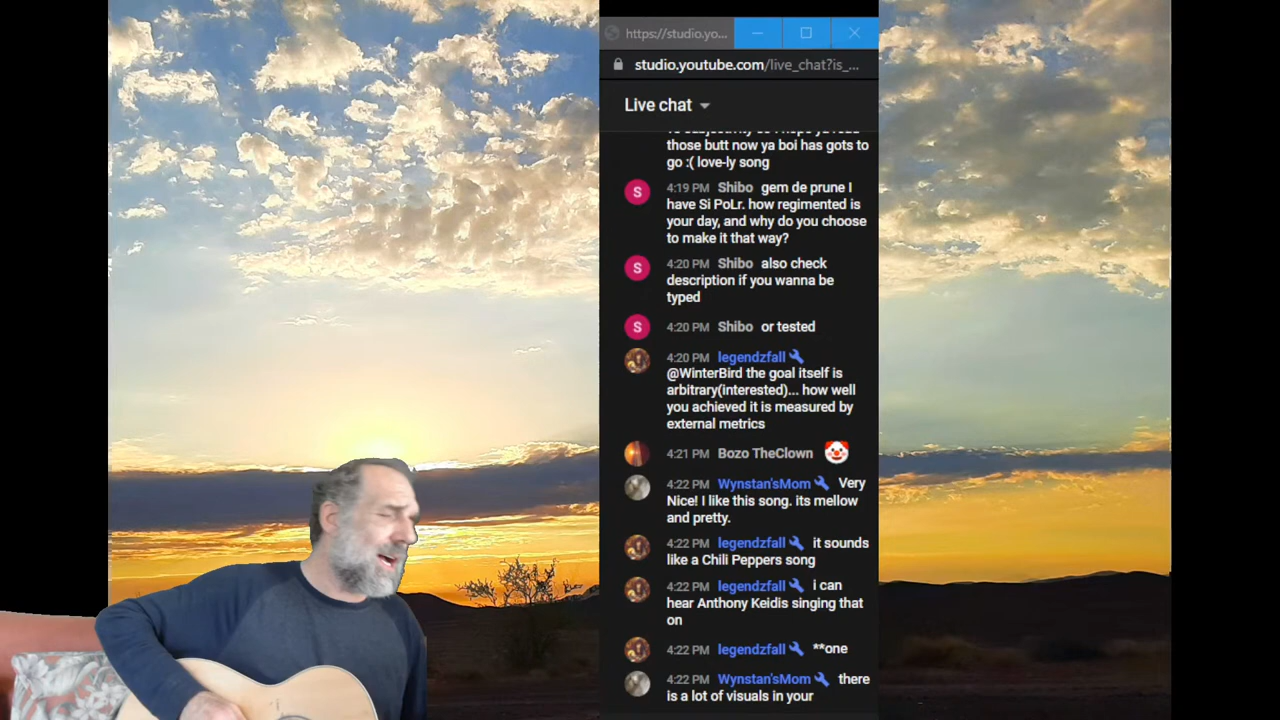 https://studio.yo...
studio.youtube.com/live_chat?is_...
Live chat
those butt now ya boi has gots to
go :( love-ly song
4:19 PM Shibo gem de prune I
have Si PoLr. how regimented is
your day, and why do you choose
to make it that way?
S
4:20 PM Shibo also check
description if you wanna be
typed
S
4:20 PM Shibo or tested
S
4:20 PM legendzfall
@WinterBird the goal itself is
arbitrary(interested)... how well
you achieved it is measured by
external metrics
4:21 PM Bozo TheClown
4:22 PM Wynstan'sMom Very
Nice! I like this song. its mellow
and pretty.
4:22 PM legendzfall it sounds
like a Chili Peppers song
4:22 PM legendzfall i can
hear Anthony Keidis singing that
on
4:22 PM legendzfall **one
4:22 PM Wynstan'sMom there
is a lot of visuals in your